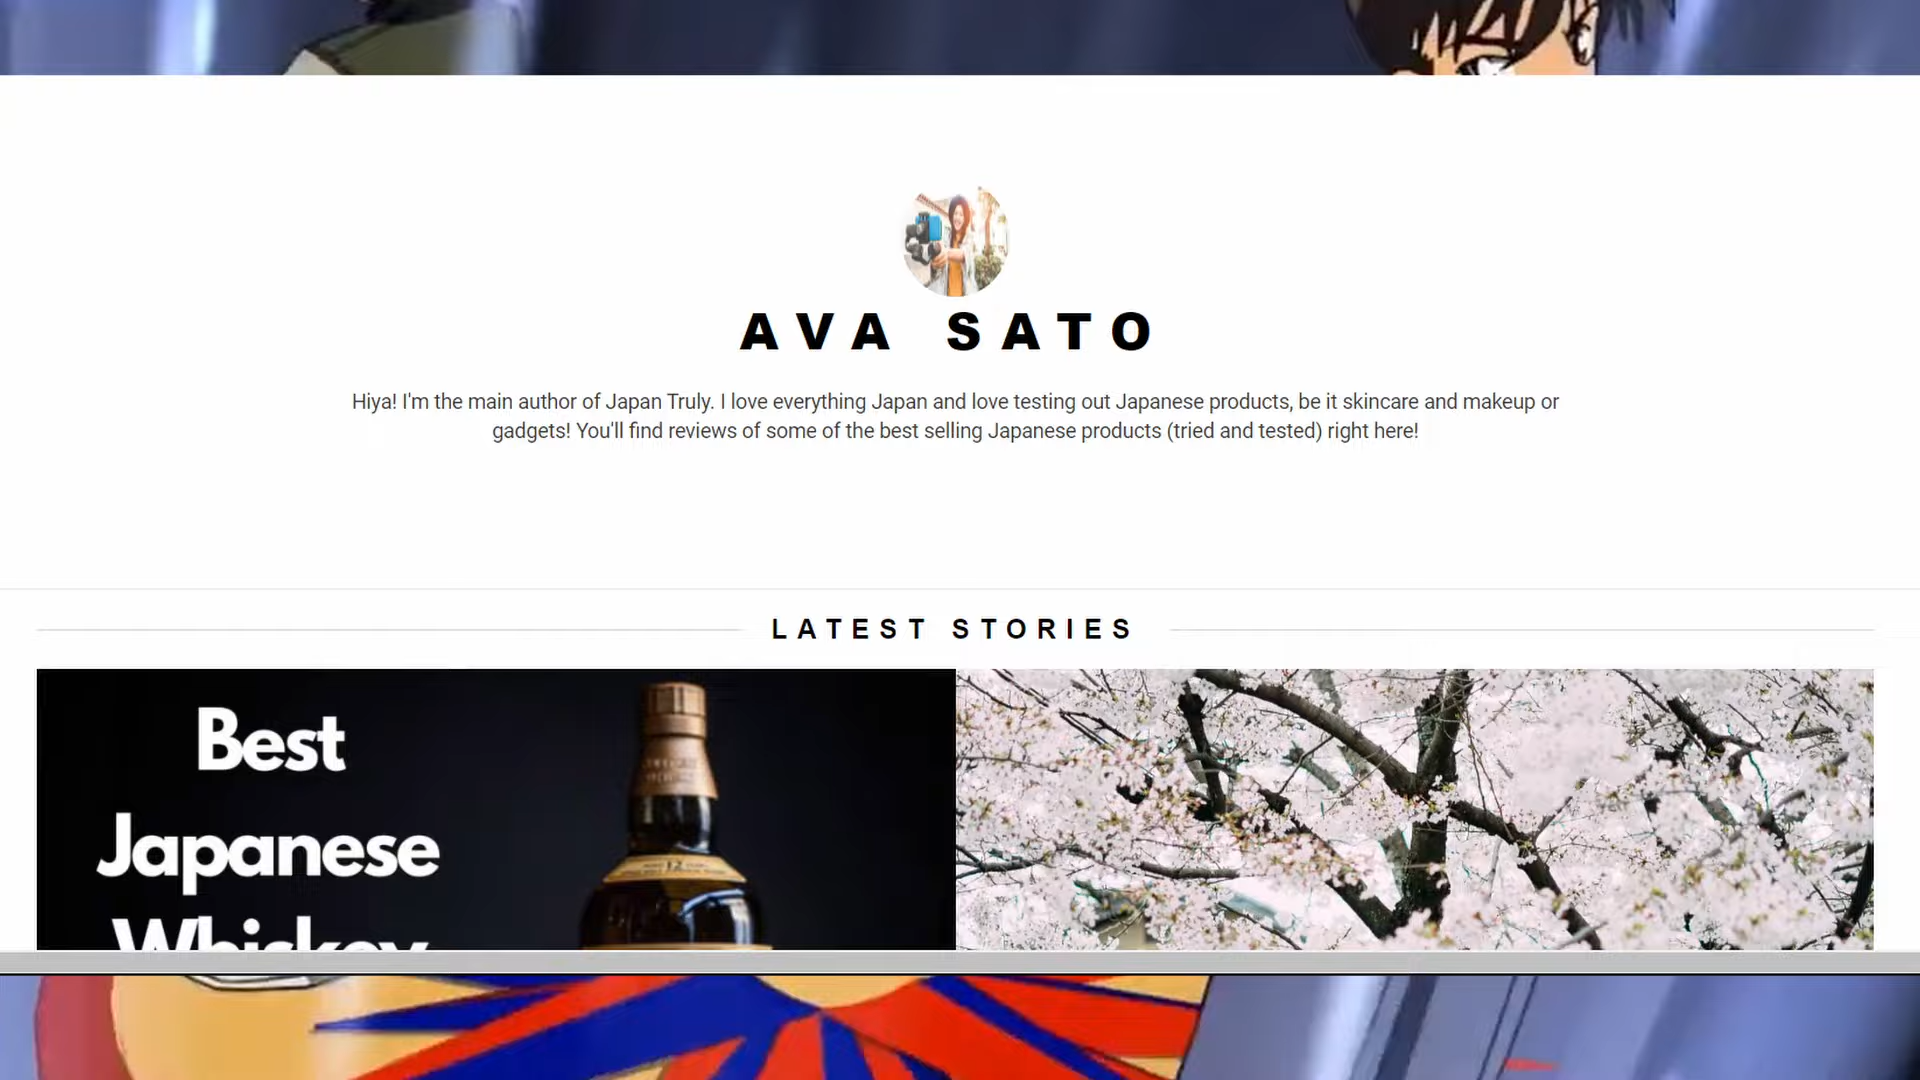 AVA SATO
Hiya! I'm the main author of Japan Truly. I love everything Japan and love testing out Japanese products, be it skincare and makeup or
gadgets! You'll find reviews of some of the best selling Japanese products (tried and tested) right here!
LATEST STORIES
Best
Japanese
Whiskey
12